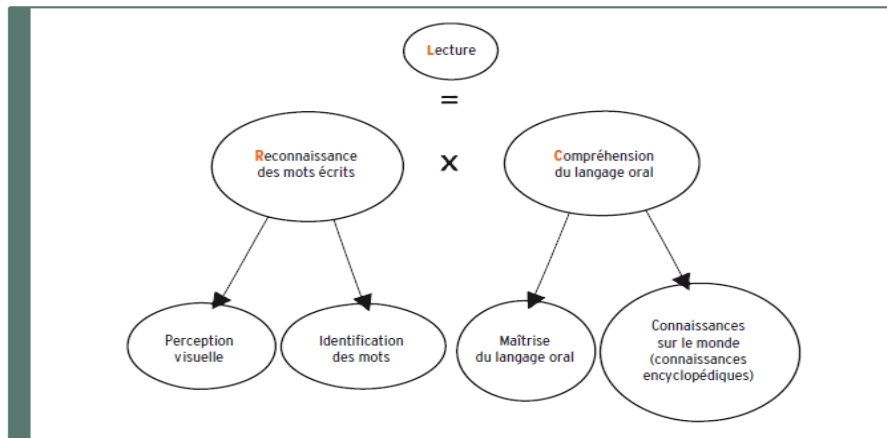 Lecture
=
Reconnaissance
des mots écrits
X
Compréhension
du langage oral
Perception
visuelle
Identification
des mots
Maîtrise
du langage oral
Connaissances
sur le monde
(connaissances
encyclopédiques)